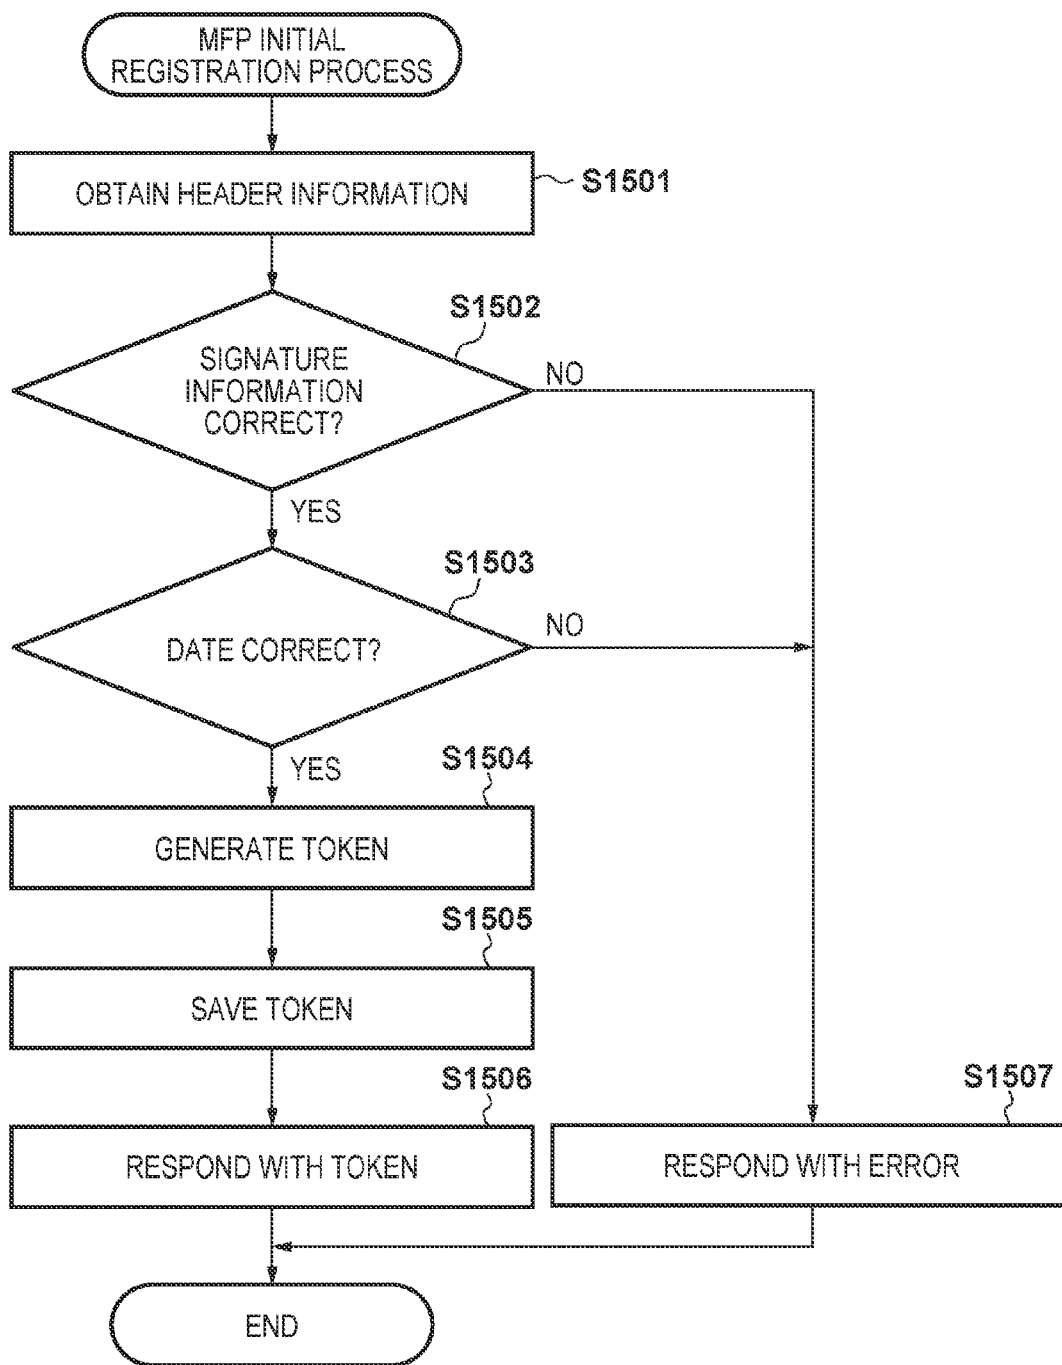 MFP INITIAL
REGISTRATION PROCESS
OBTAIN HEADER INFORMATION
S1501
S1502
SIGNATURE
INFORMATION
CORRECT?
NO
YES
S1503
DATE CORRECT?
NO
YES
S1504
GENERATE TOKEN
S1505
SAVE TOKEN
S1506
RESPOND WITH TOKEN
S1507
RESPOND WITH ERROR
END